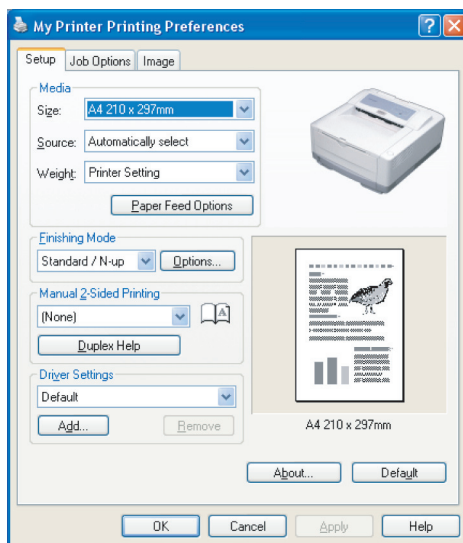 My Printer Printing Preferences
Setup Job Options Image
Media
Size: A4 210 x 297mm
Source: Automatically select
Weight: Printer Setting
Paper Feed Options
Finishing Mode
Standard / N-up Options...
Manual 2-Sided Printing
(None)
A
Duplex Help
Driver Settings
Default
Add... Remove
A4 210 x 297mm
About... Default
OK Cancel Apply Help